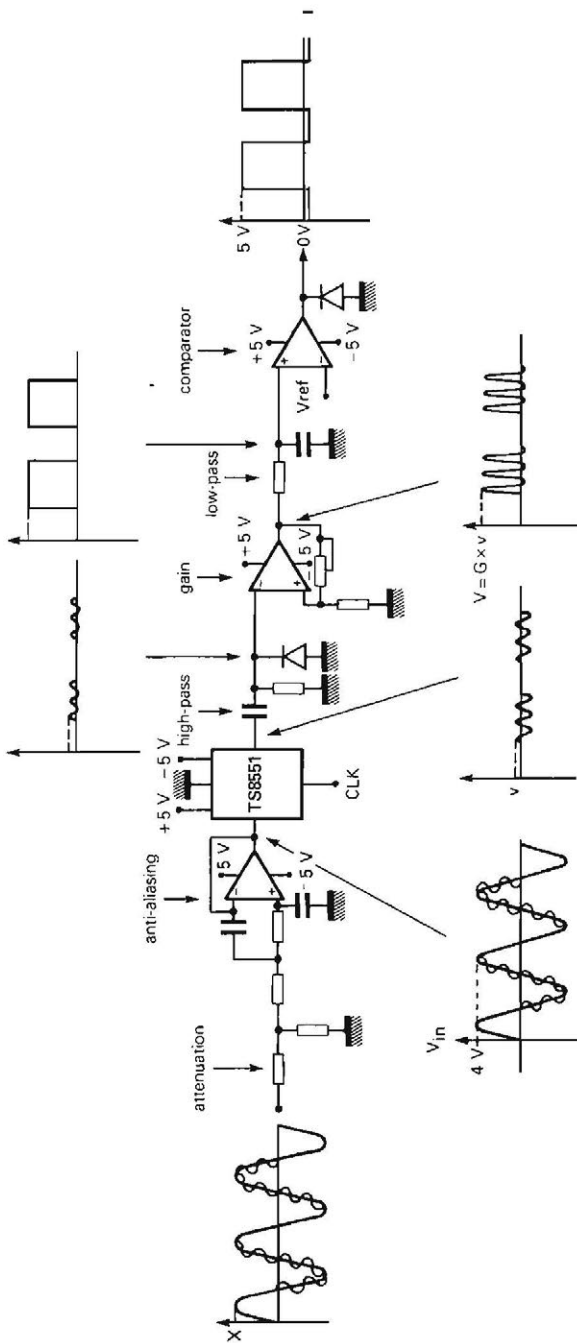 X
attenuation
anti-aliasing
5 V
−
+
− 5 V
+5 V
− 5 V
TS8551
CLK
high-pass
gain
+ 5 V
−
+
− 5 V
low-pass
comparator
+5 V
+
−
Vref
− 5 V
5 V
0V
Vin
4 V
v
V = G × v